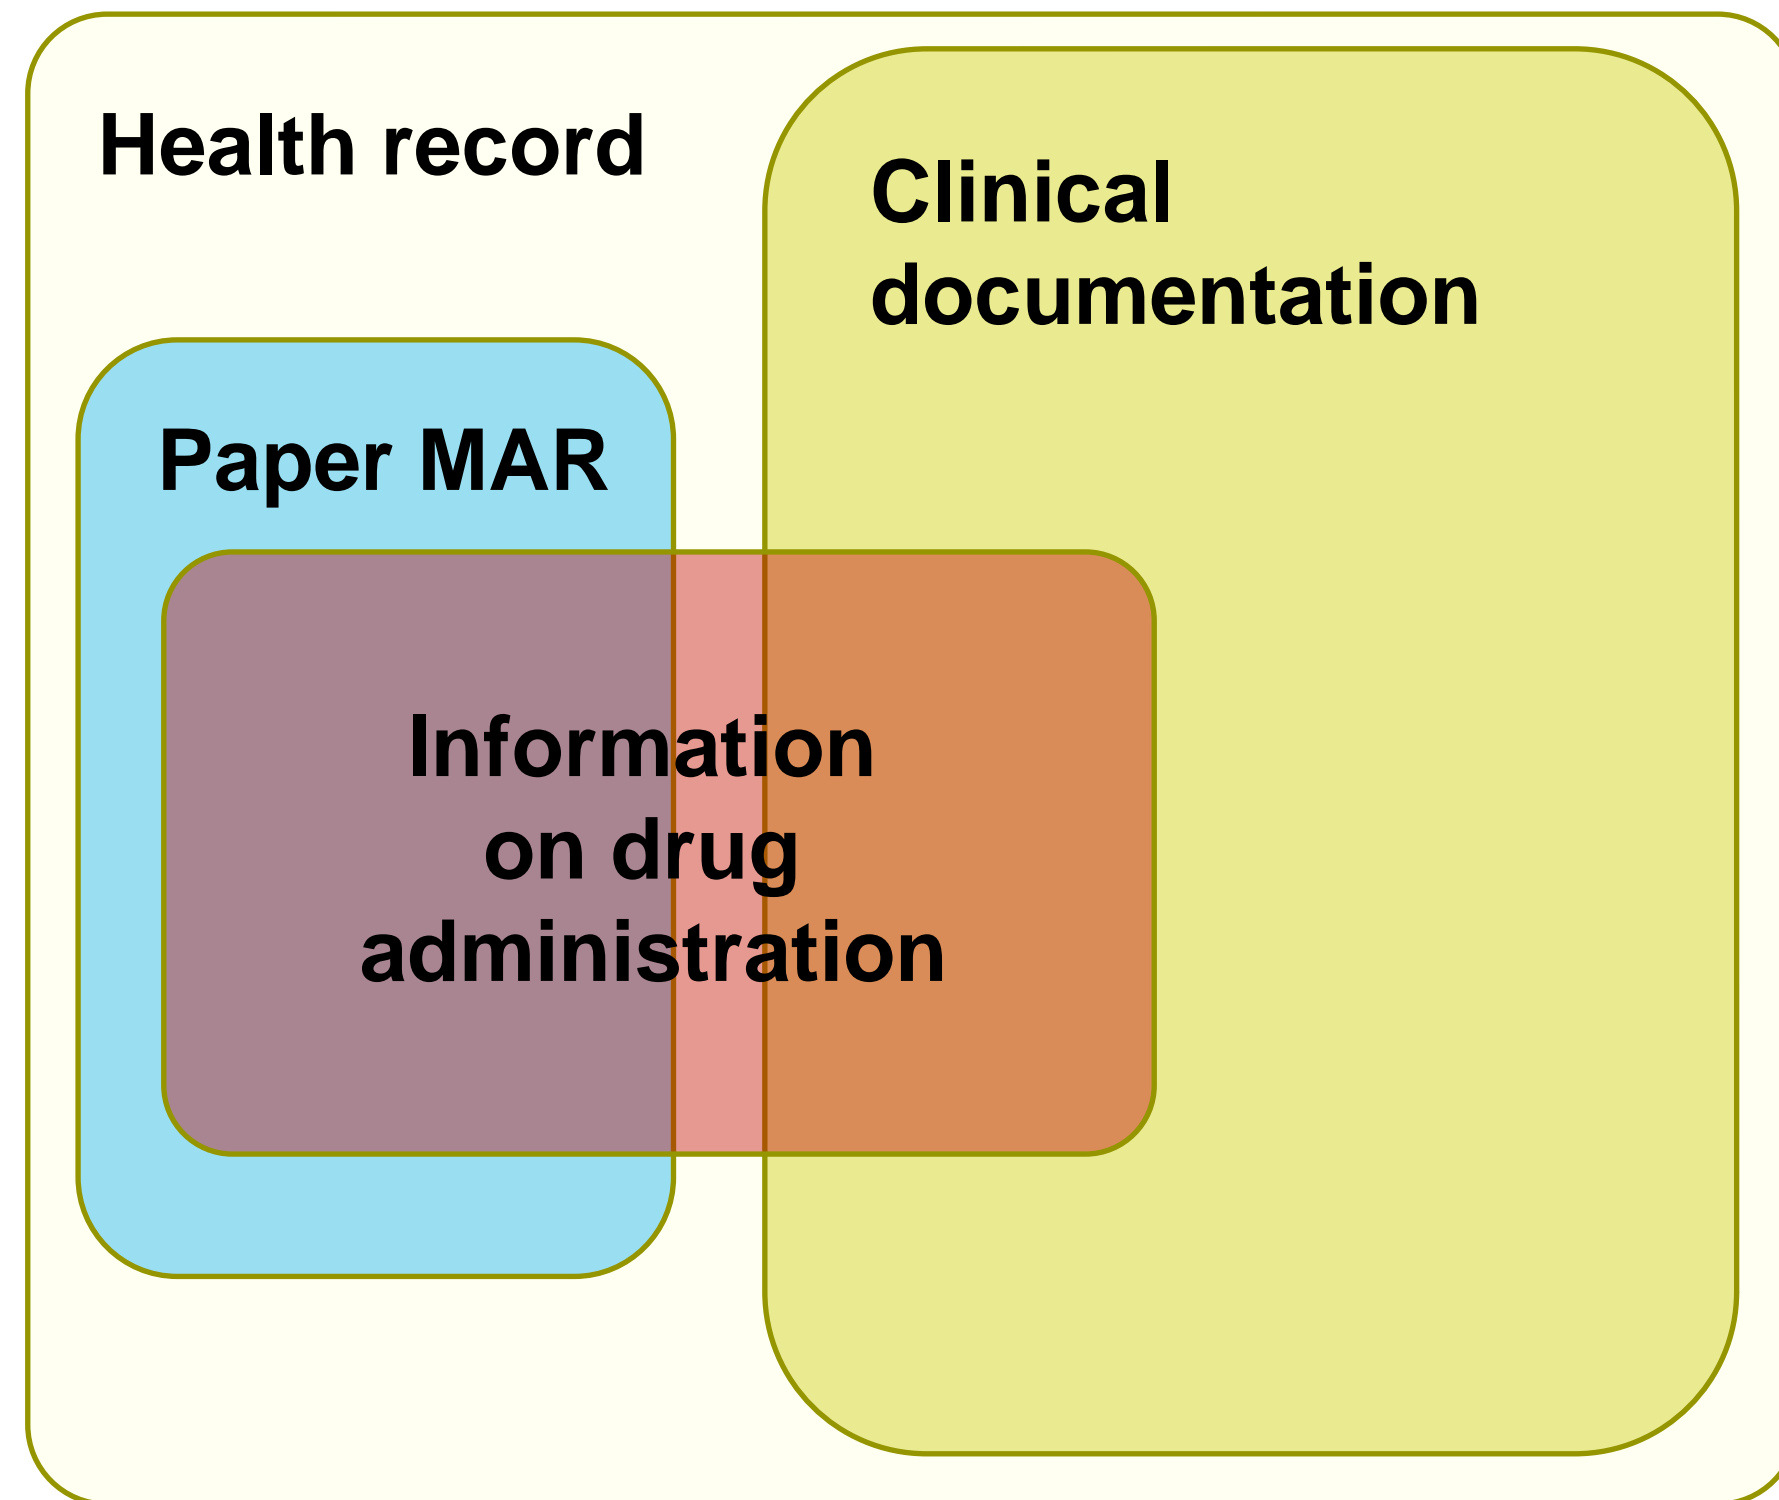 Health record
Clinical
documentation
Paper MAR
Information
on drug
administration